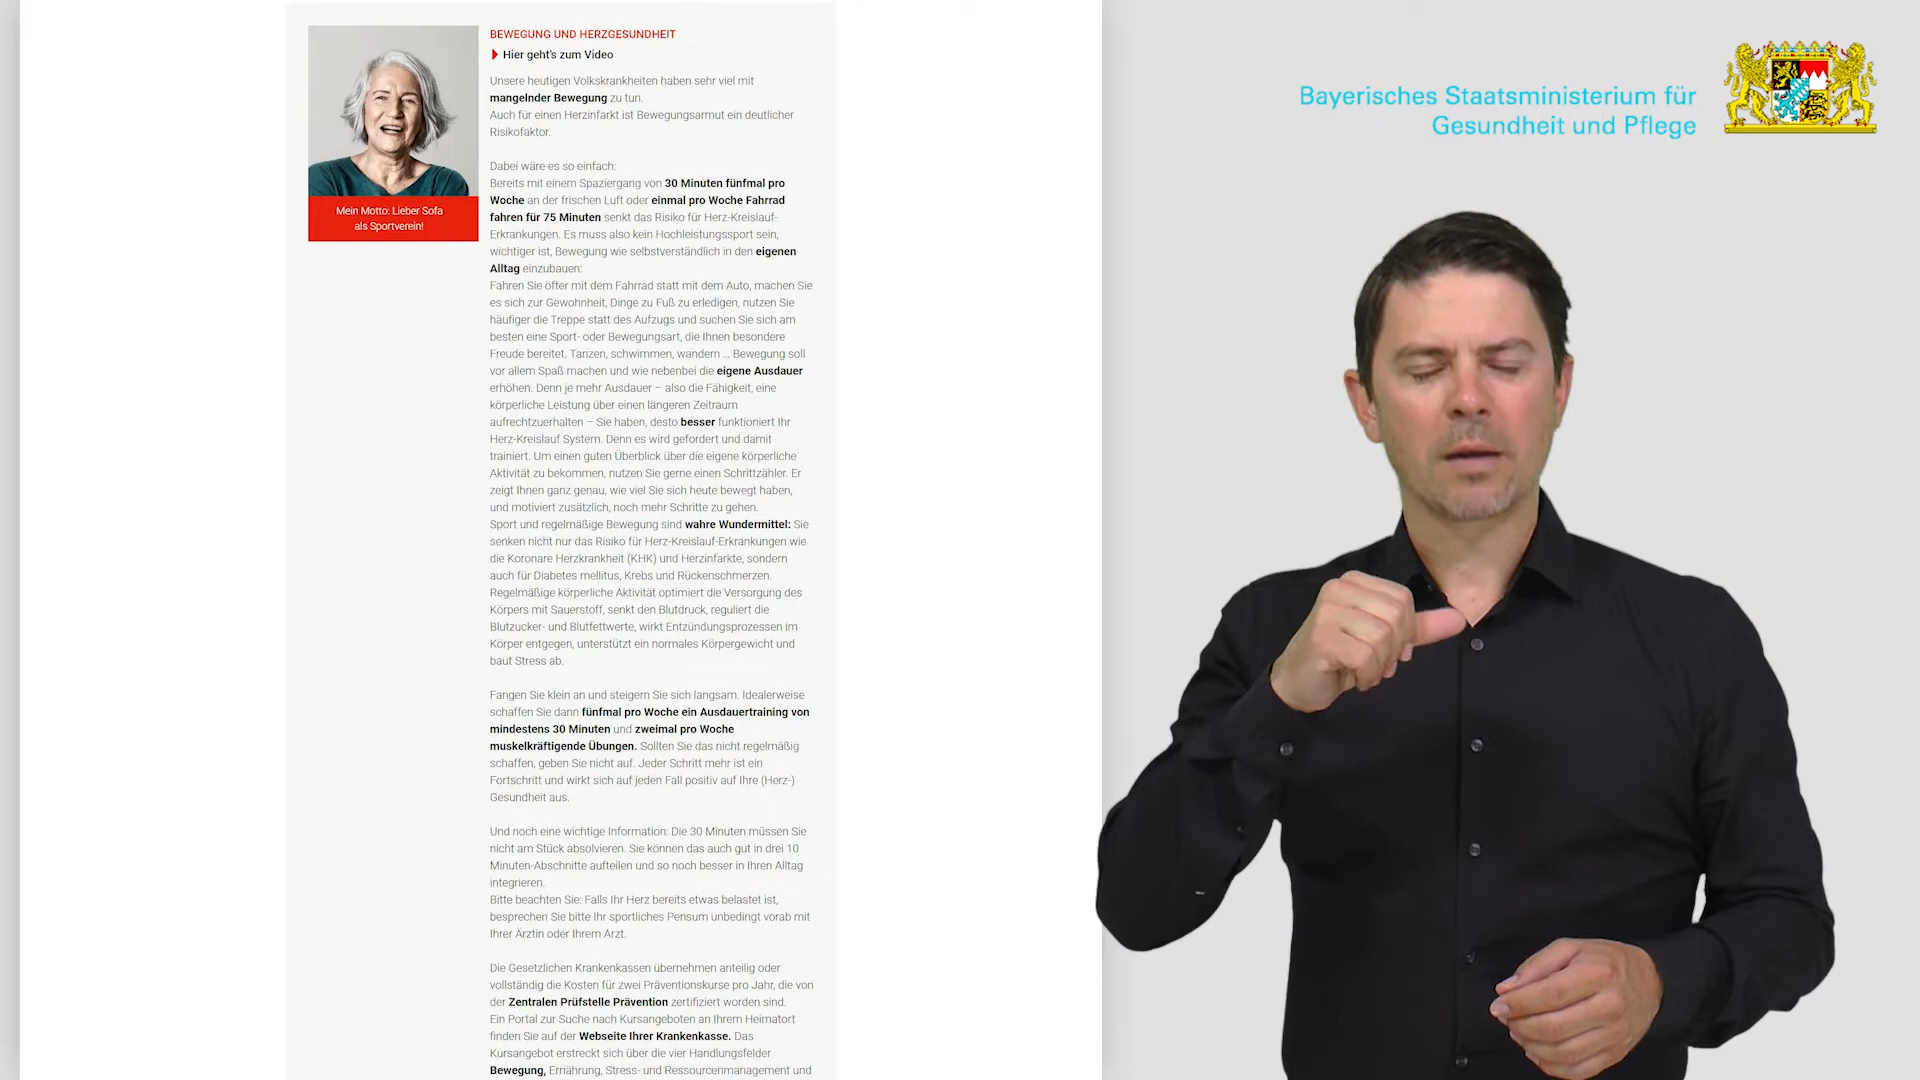 BEWEGUNG UND HERZGESUNDHEIT
Hier geht's zum Video
Unsere heutigen Volkskrankheiten haben sehr viel mit
mangelnder Bewegung zu tun.
Auch für einen Herzinfarkt ist Bewegungsarmut ein deutlicher
Risikofaktor.
Dabei wäre es so einfach:
Bereits mit einem Spaziergang von 30 Minuten fünfmal pro
Woche an der frischen Luft oder einmal pro Woche Fahrrad
fahren für 75 Minuten senkt das Risiko für Herz-Kreislauf-
Erkrankungen. Es muss also kein Hochleistungssport sein,
wichtiger ist, Bewegung wie selbstverständlich in den eigenen
Alltag einzubauen:
Fahren Sie öfter mit dem Fahrrad statt mit dem Auto, machen Sie
es sich zur Gewohnheit, Dinge zu Fuß zu erledigen, nutzen Sie
häufiger die Treppe statt des Aufzugs und suchen Sie sich am
besten eine Sport- oder Bewegungsart, die Ihnen besondere
Freude bereitet. Tanzen, schwimmen, wandern ... Bewegung soll
vor allem Spaß machen und wie nebenbei die eigene Ausdauer
erhöhen. Denn je mehr Ausdauer – also die Fähigkeit, eine
körperliche Leistung über einen längeren Zeitraum
aufrechtzuerhalten – Sie haben, desto besser funktioniert Ihr
Herz-Kreislauf System. Denn es wird gefordert und damit
trainiert. Um einen guten Überblick über die eigene körperliche
Aktivität zu bekommen, nutzen Sie gerne einen Schrittzähler. Er
zeigt Ihnen ganz genau, wie viel Sie sich heute bewegt haben,
und motiviert zusätzlich, noch mehr Schritte zu gehen.
Sport und regelmäßige Bewegung sind wahre Wundermittel: Sie
senken nicht nur das Risiko für Herz-Kreislauf-Erkrankungen wie
die Koronare Herzkrankheit (KHK) und Herzinfarkte, sondern
auch für Diabetes mellitus, Krebs und Rückenschmerzen.
Regelmäßige körperliche Aktivität optimiert die Versorgung des
Körpers mit Sauerstoff, senkt den Blutdruck, reguliert die
Blutzucker- und Blutfettwerte, wirkt Entzündungsprozessen im
Körper entgegen, unterstützt ein normales Körpergewicht und
baut Stress ab.
Fangen Sie klein an und steigern Sie sich langsam. Idealerweise
schaffen Sie dann fünfmal pro Woche ein Ausdauertraining von
mindestens 30 Minuten und zweimal pro Woche
muskelkräftigende Übungen. Sollten Sie das nicht regelmäßig
schaffen, geben Sie nicht auf. Jeder Schritt mehr ist ein
Fortschritt und wirkt sich auf jeden Fall positiv auf Ihre (Herz-)
Gesundheit aus.
Und noch eine wichtige Information: Die 30 Minuten müssen Sie
nicht am Stück absolvieren. Sie können das auch gut in drei 10
Minuten-Abschnitte aufteilen und so noch besser in Ihren Alltag
integrieren.
Bitte beachten Sie: Falls Ihr Herz bereits etwas belastet ist,
besprechen Sie bitte Ihr sportliches Pensum unbedingt vorab mit
Ihrer Ärztin oder Ihrem Arzt.
Die Gesetzlichen Krankenkassen übernehmen anteilig oder
vollständig die Kosten für zwei Präventionskurse pro Jahr, die von
der Zentralen Prüfstelle Prävention zertifiziert worden sind.
Ein Portal zur Suche nach Kursangeboten an Ihrem Heimatort
finden Sie auf der Webseite Ihrer Krankenkasse. Das
Kursangebot erstreckt sich über die vier Handlungsfelder
Bewegung, Ernährung, Stress- und Ressourcenmanagement und
Mein Motto: Lieber Sofa
als Sportverein!
Bayerisches Staatsministerium für
Gesundheit und Pflege